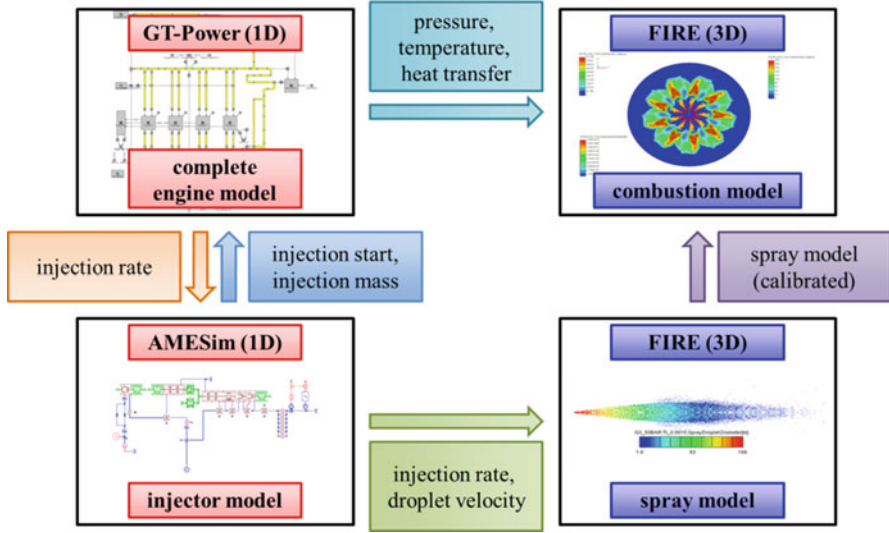 GT-Power (1D)
complete
engine model
pressure,
temperature,
heat transfer
FIRE (3D)
combustion model
injection rate
injection start,
injection mass
spray model
(calibrated)
AMESim (1D)
injector model
injection rate,
droplet velocity
FIRE (3D)
spray model